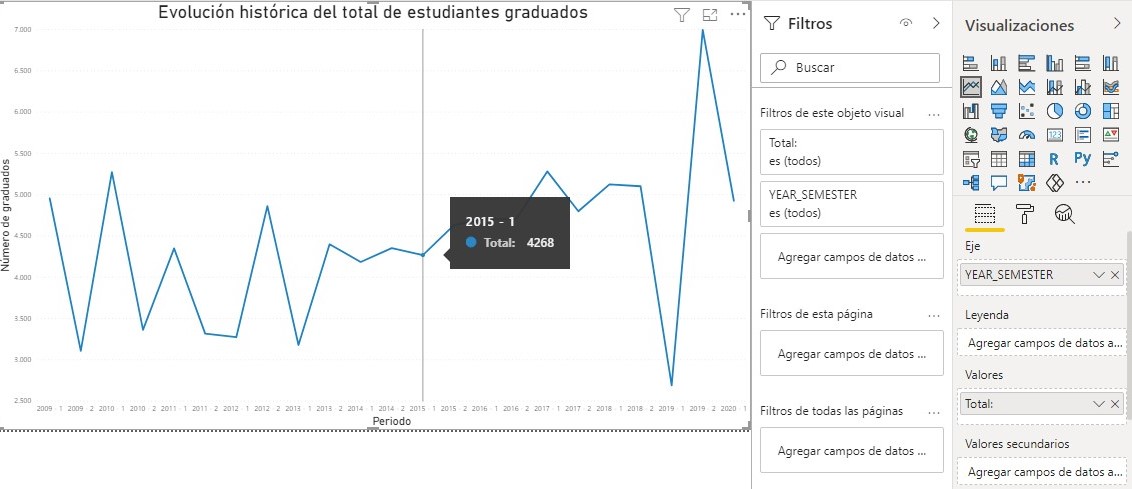 Evolución histórica del total de estudiantes graduados
7.000
6.500
6.000
5.500
5.000
4.500
4.000
3.500
3.000
2.500
Número de graduados
2015 - 1
Total: 4268
2009 - 1 2009 - 2 2010 - 1 2010 - 2 2011 - 1 2011 - 2 2012 - 1 2012 - 2 2013 - 1 2013 - 2 2014 - 1 2014 - 2 2015 - 1 2015 - 2 2016 - 1 2016 - 2 2017 - 1 2017 - 2 2018 - 1 2018 - 2 2019 - 1 2019 - 2 2020 - 1
Periodo
Filtros
Buscar
Filtros de este objeto visual ...
Total:
es (todos)
YEAR_SEMESTER
es (todos)
Agregar campos de datos ...
Filtros de esta página ...
Agregar campos de datos ...
Filtros de todas las páginas ...
Agregar campos de datos ...
Visualizaciones
123
R Py
...
Eje
YEAR_SEMESTER
Leyenda
Agregar campos de datos a...
Valores
Total:
Valores secundarios
Agregar campos de datos a...